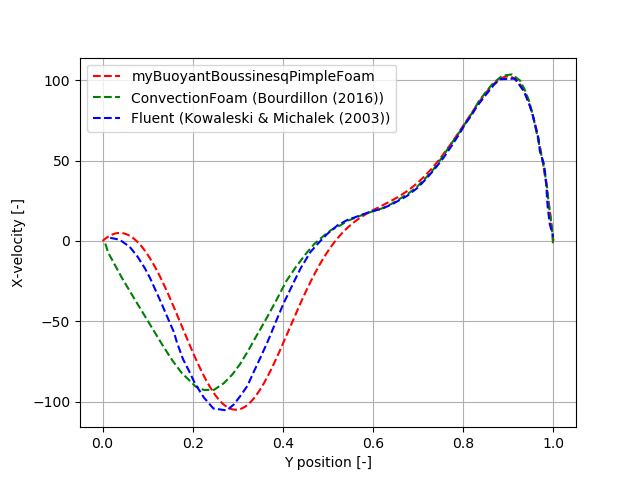 myBuoyantBoussinesqPimpleFoam
ConvectionFoam (Bourdillon (2016))
Fluent (Kowaleski & Michalek (2003))
100
50
0
−50
−100
X-velocity [-]
0.0 0.2 0.4 0.6 0.8 1.0
Y position [-]